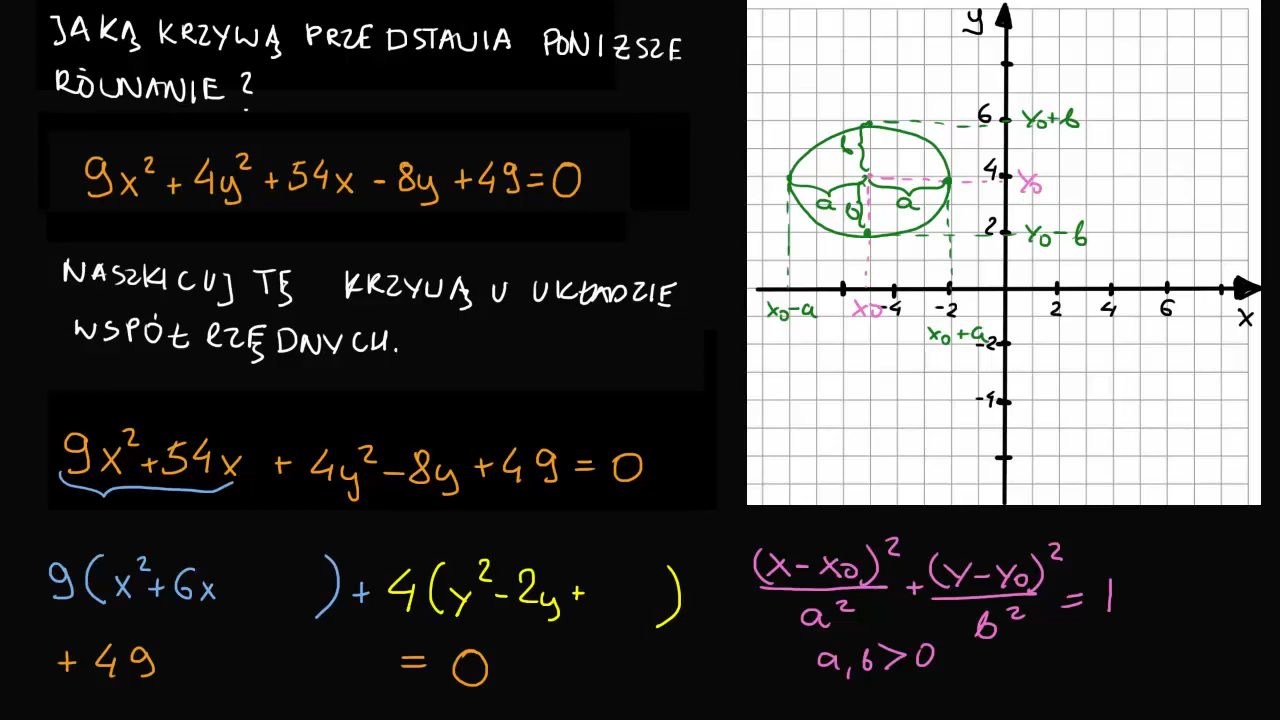 JAKĄ KRZYWĄ PRZEDSTAWIA PONIŻSZE
RÓWNANIE?
9x² + 4y² + 54x - 8y + 49 = 0
NASZKICUJ TĘ KRZYWĄ W UKŁADZIE
WSPÓŁRZĘDNYCH.
9x² + 54x + 4y² - 8y + 49 = 0
9(x² + 6x ) + 4(y² - 2y + )
+ 49 = 0
y
6 y₀+b
b
4 y₀
a b a
2 y₀-b
x₀-a x₀ -4 -2 2 4 6 x
x₀+a -2
-4
(x-x₀)²/a² + (y-y₀)²/b² = 1
a, b > 0